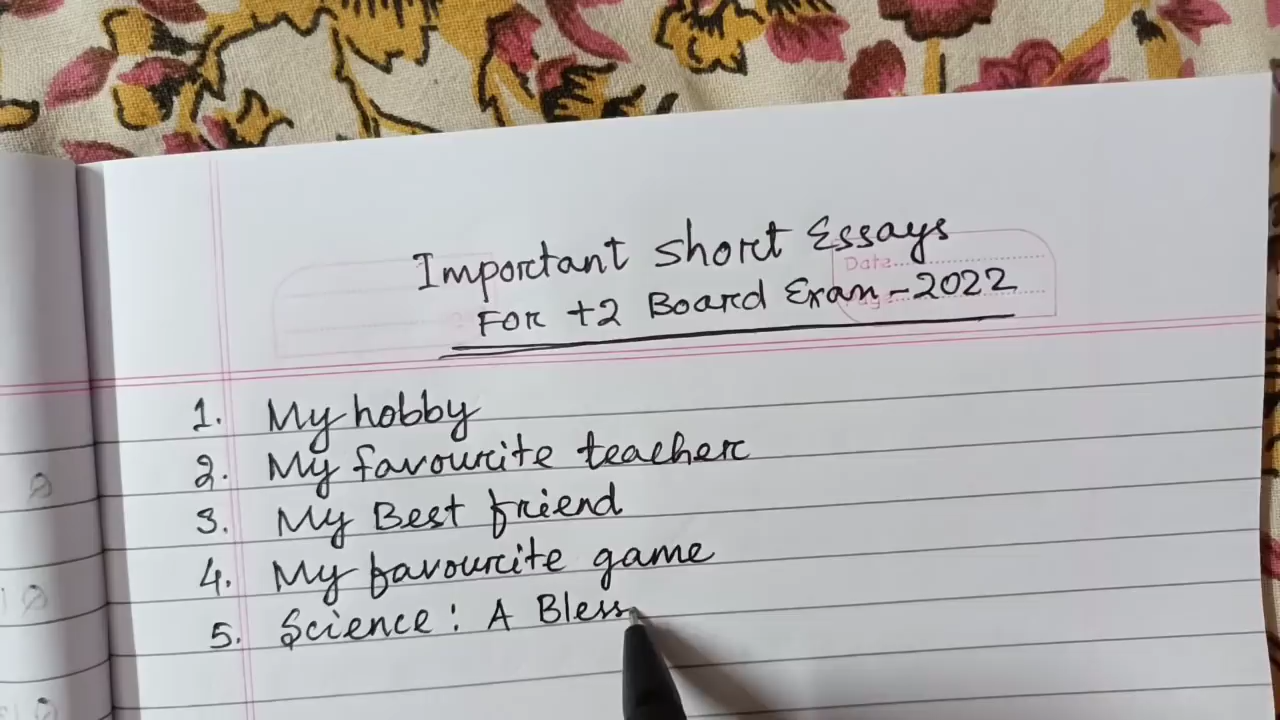 Important Short Essays
For +2 Board Exam - 2022
Date
1. My hobby
2. My favourite teacher
3. My Best friend
4. My favourite game
5. Science : A Bless